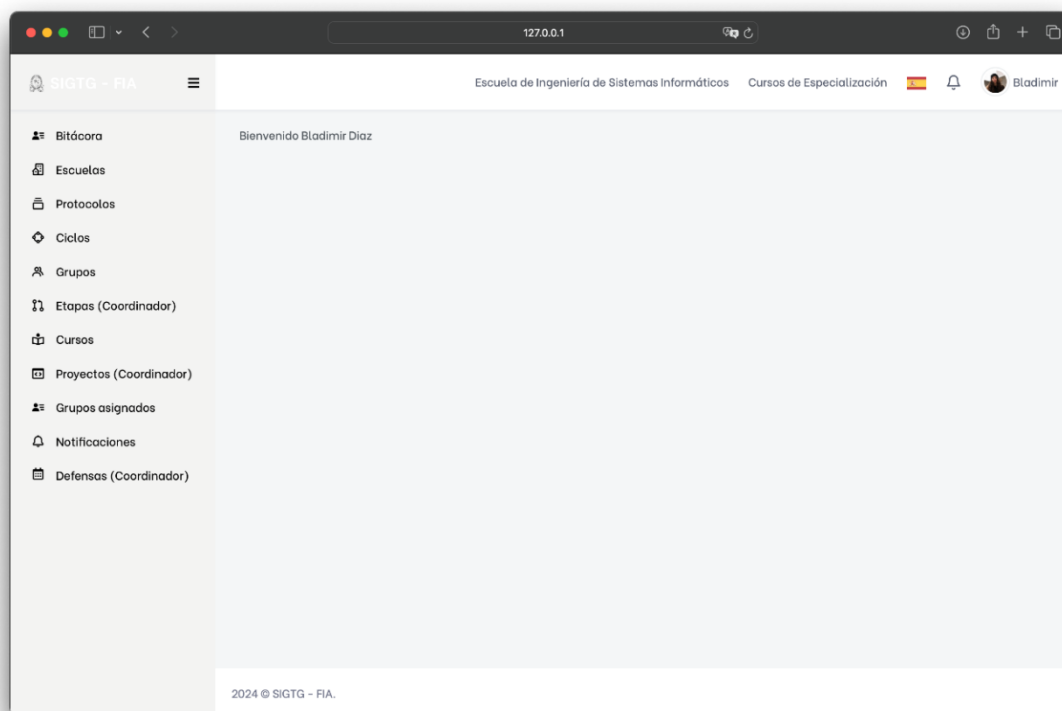 127.0.0.1
SIGTG - FIA
Escuela de Ingeniería de Sistemas Informáticos
Cursos de Especialización
Bladimir
Bitácora
Escuelas
Protocolos
Ciclos
Grupos
Etapas (Coordinador)
Cursos
Proyectos (Coordinador)
Grupos asignados
Notificaciones
Defensas (Coordinador)
Bienvenido Bladimir Diaz
2024 © SIGTG - FIA.